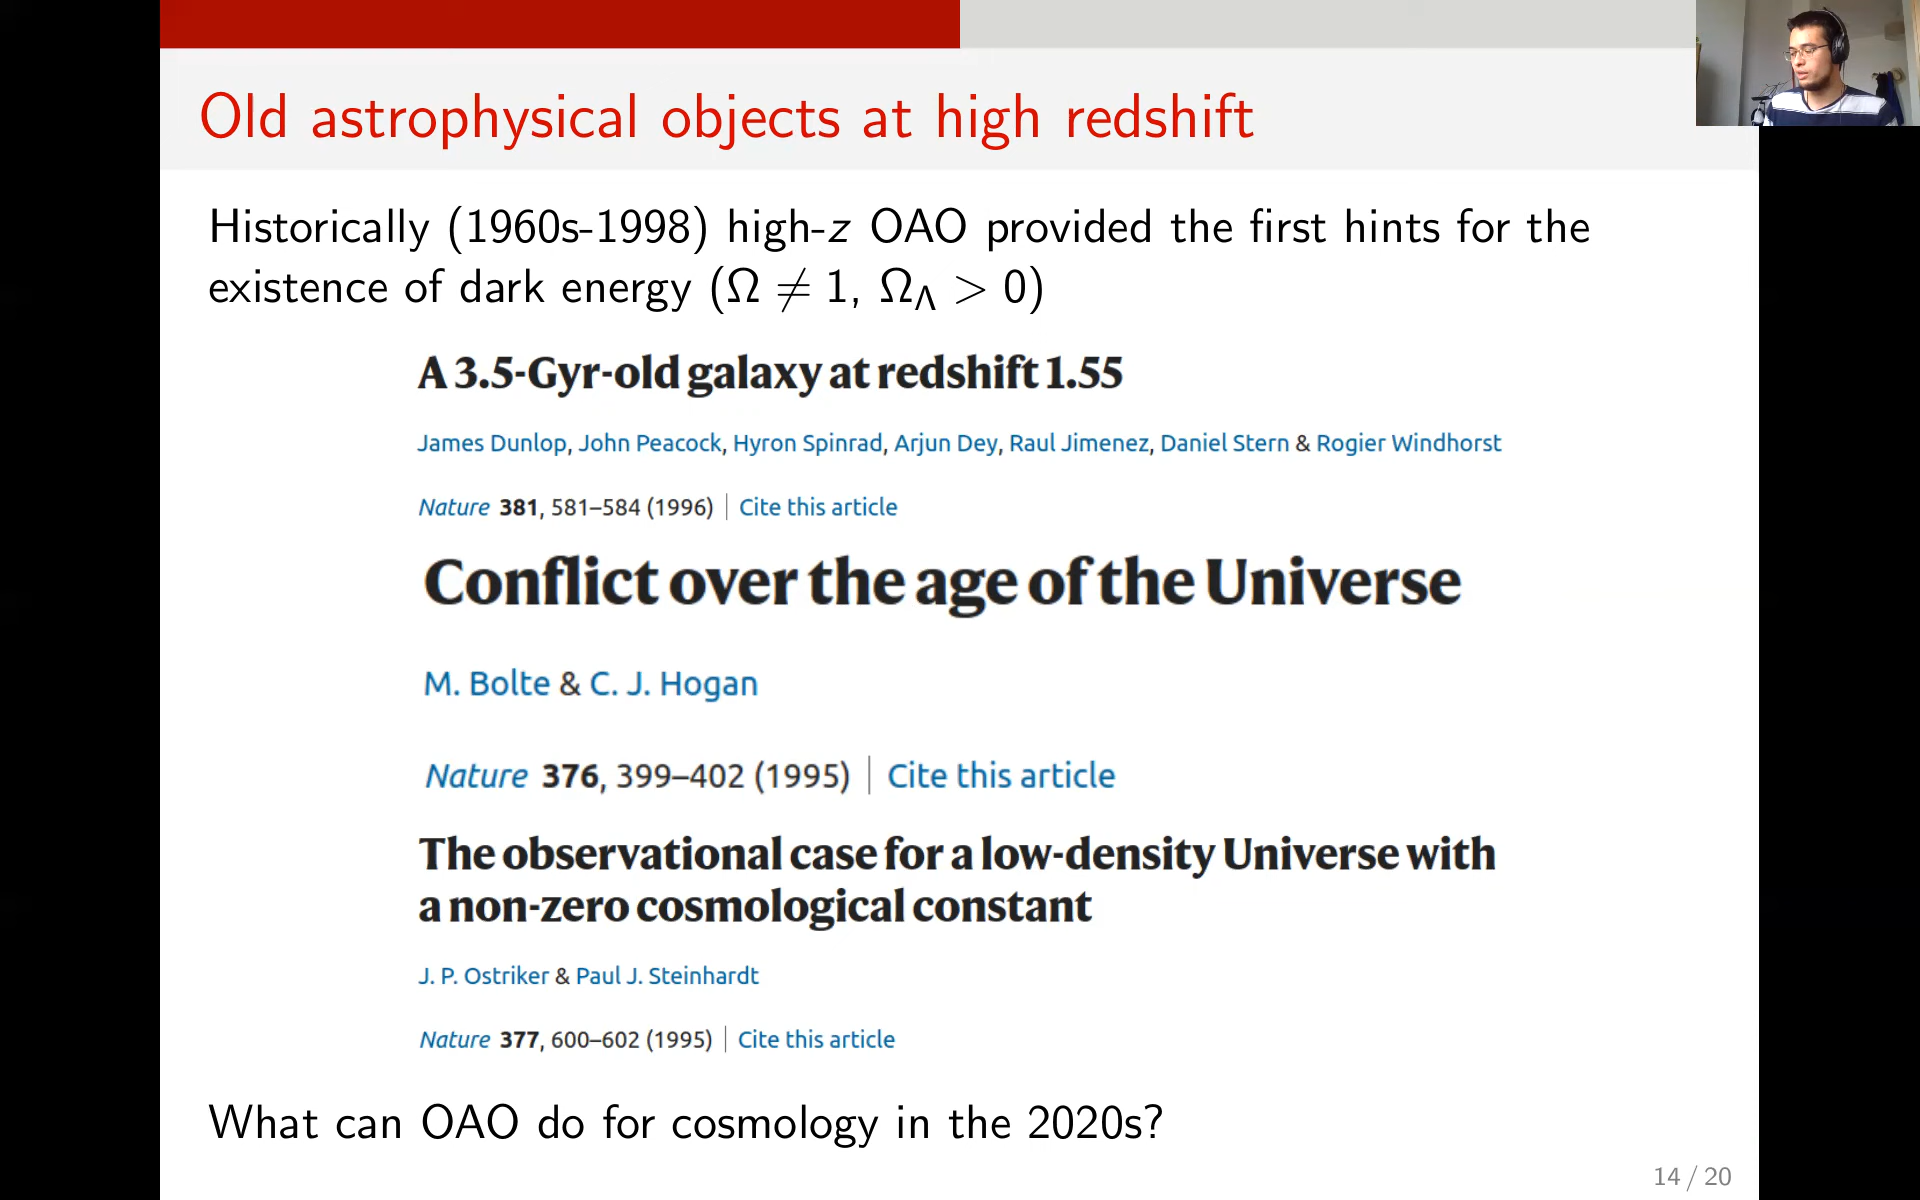 Old astrophysical objects at high redshift
Historically (1960s-1998) high-z OAO provided the first hints for the
existence of dark energy (Ω ≠ 1, Ω_Λ > 0)
A 3.5-Gyr-old galaxy at redshift 1.55
James Dunlop, John Peacock, Hyron Spinrad, Arjun Dey, Raul Jimenez, Daniel Stern & Rogier Windhorst
Nature 381, 581–584 (1996) | Cite this article
Conflict over the age of the Universe
M. Bolte & C. J. Hogan
Nature 376, 399–402 (1995) | Cite this article
The observational case for a low-density Universe with
a non-zero cosmological constant
J. P. Ostriker & Paul J. Steinhardt
Nature 377, 600–602 (1995) | Cite this article
What can OAO do for cosmology in the 2020s?
14 / 20